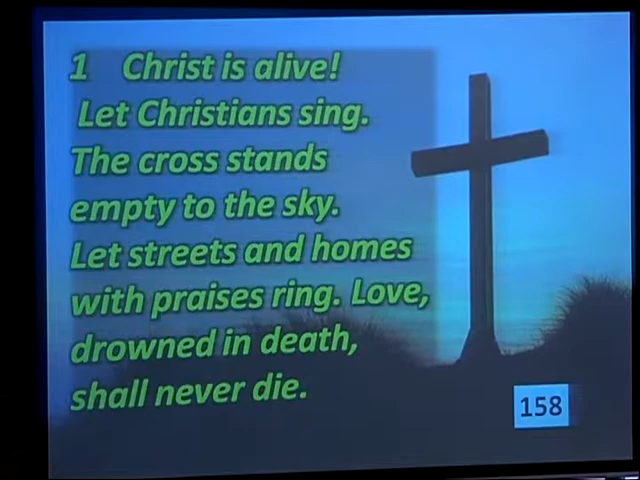 1 Christ is alive!
Let Christians sing.
The cross stands
empty to the sky.
Let streets and homes
with praises ring. Love,
drowned in death,
shall never die.
158